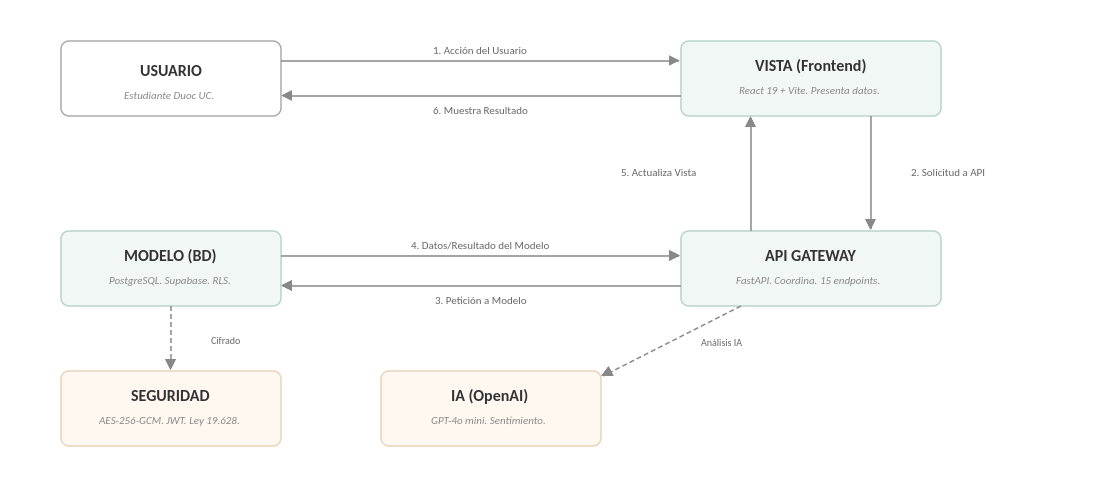 USUARIO
Estudiante Duoc UC.
1. Acción del Usuario
6. Muestra Resultado
VISTA (Frontend)
React 19 + Vite. Presenta datos.
5. Actualiza Vista
2. Solicitud a API
MODELO (BD)
PostgreSQL. Supabase. RLS.
4. Datos/Resultado del Modelo
3. Petición a Modelo
API GATEWAY
FastAPI. Coordina. 15 endpoints.
Cifrado
Análisis IA
SEGURIDAD
AES-256-GCM. JWT. Ley 19.628.
IA (OpenAI)
GPT-4o mini. Sentimiento.